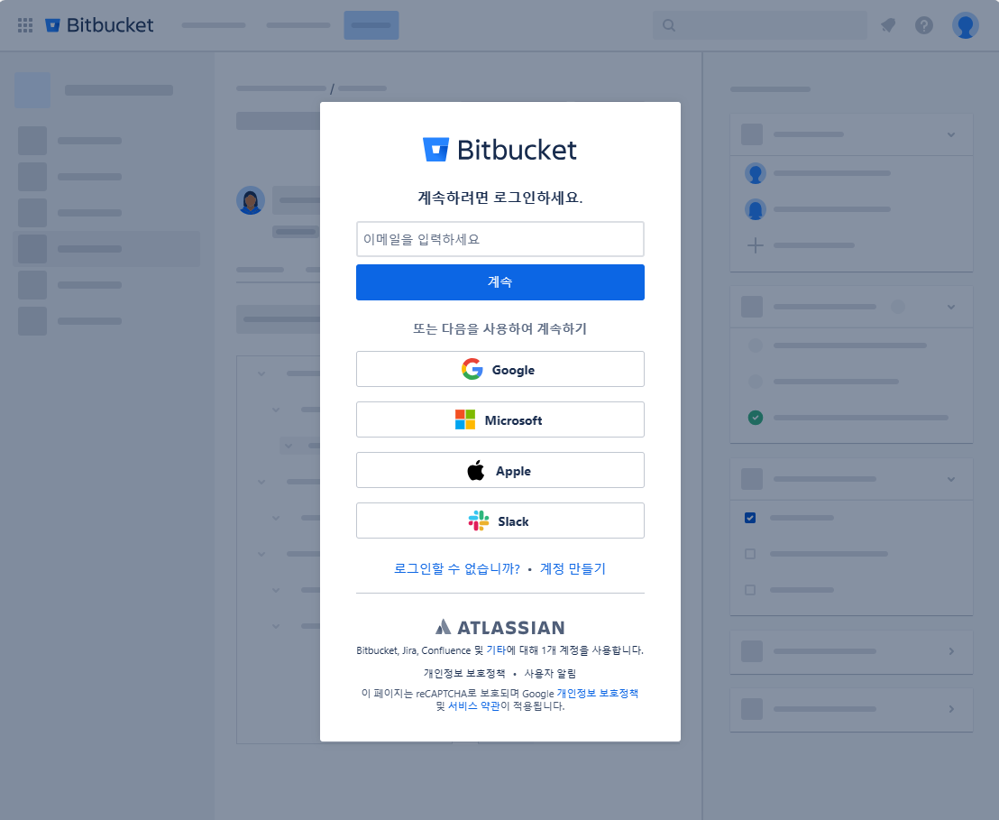 Bitbucket
/
Bitbucket
계속하려면 로그인하세요.
이메일을 입력하세요
계속
또는 다음을 사용하여 계속하기
Google
Microsoft
Apple
Slack
로그인할 수 없습니까? • 계정 만들기
ATLASSIAN
Bitbucket, Jira, Confluence 및 기타에 대해 1개 계정을 사용합니다.
개인정보 보호정책 • 사용자 알림
이 페이지는 reCAPTCHA로 보호되며 Google 개인정보 보호정책
및 서비스 약관이 적용됩니다.